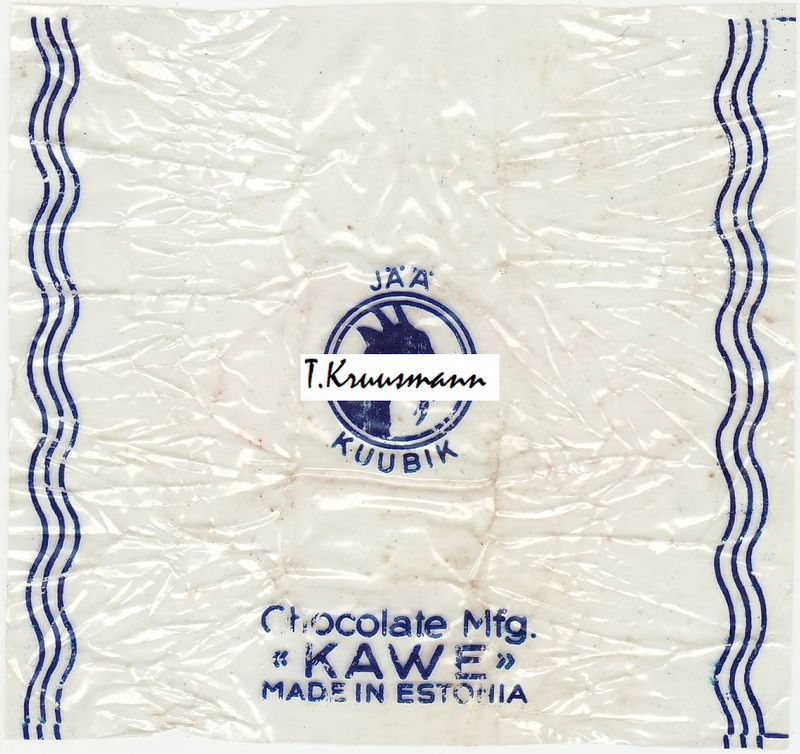 JÄÄ
T.Kruusmann
KUUBIK
Chocolate Mfg.
« KAWE »
MADE IN ESTONIA